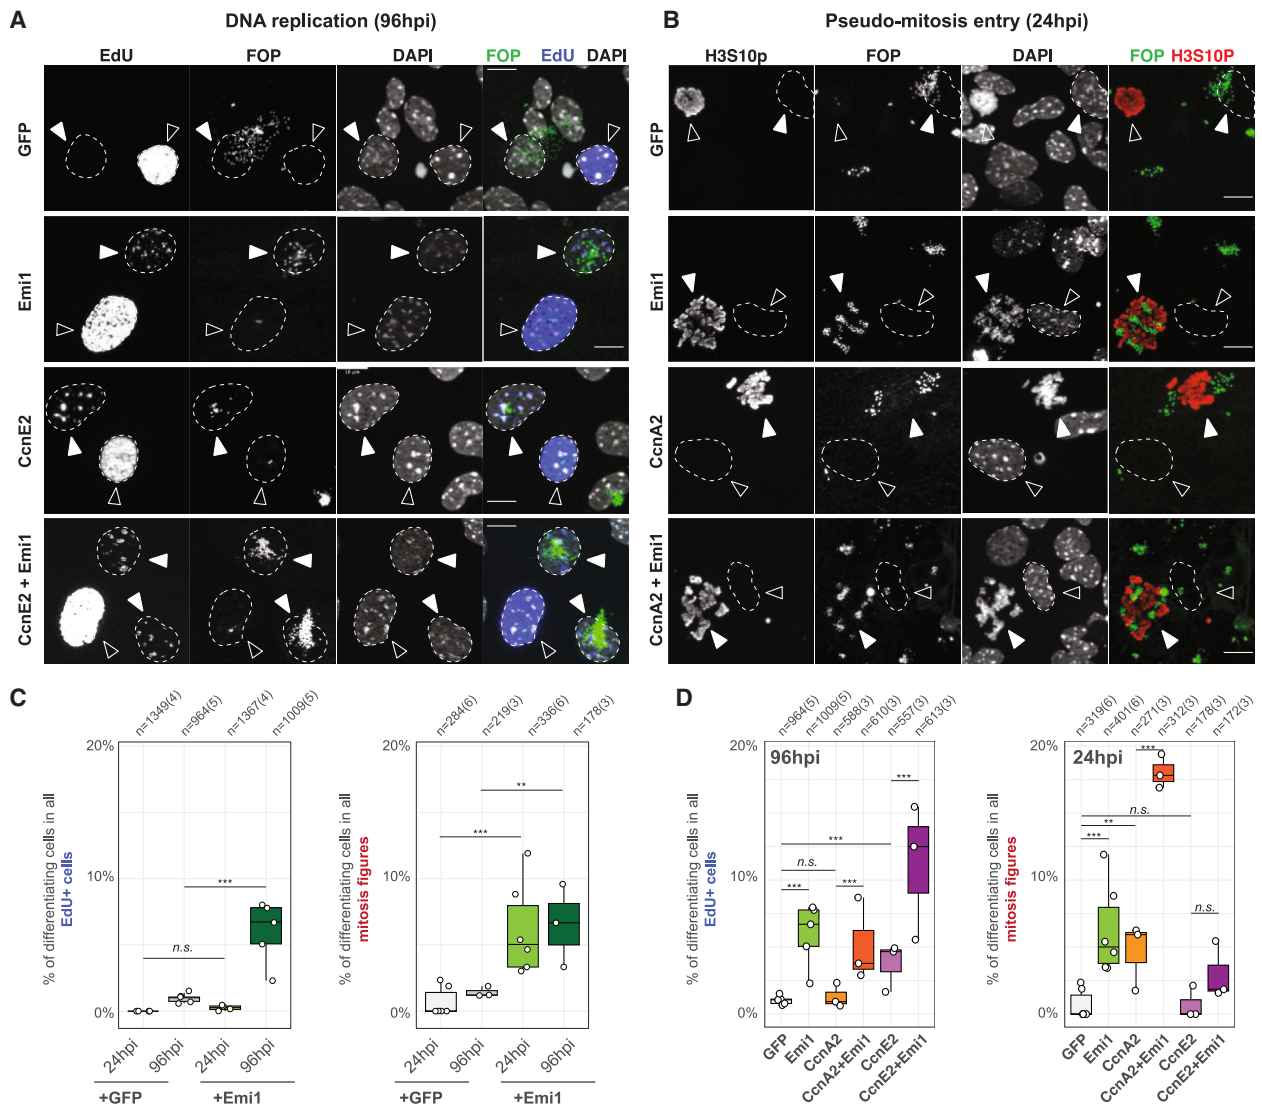 A
DNA replication (96hpi)
EdU FOP DAPI FOP EdU DAPI
GFP
Emi1
CcnE2
CcnE2 + Emi1
B
Pseudo-mitosis entry (24hpi)
H3S10p FOP DAPI FOP H3S10P
GFP
Emi1
CcnA2
CcnA2 + Emi1
C
n=1349(4) n=964(5) n=1367(4) n=1009(5)
% of differentiating cells in all
EdU+ cells
20%
10%
0%
***
n.s.
24hpi 96hpi 24hpi 96hpi
+GFP +Emi1
n=284(6) n=219(3) n=336(6) n=178(3)
% of differentiating cells in all
mitosis figures
20%
10%
0%
**
***
24hpi 96hpi 24hpi 96hpi
+GFP +Emi1
D
n=964(5) n=1009(5) n=588(3) n=610(3) n=557(3) n=613(3)
96hpi
% of differentiating cells in all
EdU+ cells
20%
10%
0%
***
***
n.s.
*** ***
GFP Emi1 CcnA2 CcnA2+Emi1 CcnE2 CcnE2+Emi1
n=319(6) n=401(6) n=271(3) n=312(3) n=178(3) n=172(3)
24hpi
% of differentiating cells in all
mitosis figures
20%
10%
0%
***
n.s.
**
***
n.s.
GFP Emi1 CcnA2 CcnA2+Emi1 CcnE2 CcnE2+Emi1